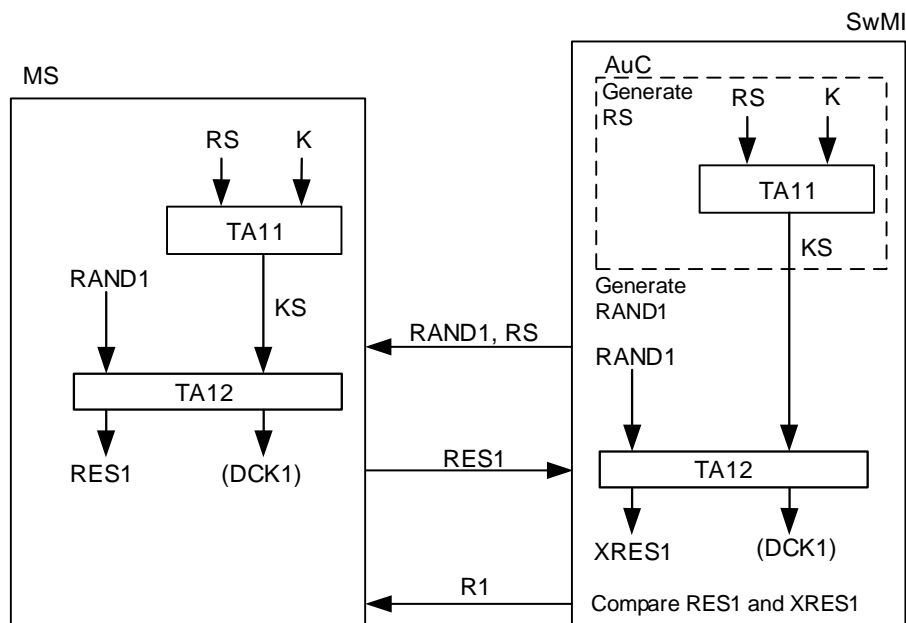 SwMI
MS
AuC
Generate
RS
RS
K
TA11
KS
Generate
RAND1
RS
K
TA11
RAND1
KS
TA12
RES1
(DCK1)
RAND1, RS
RES1
R1
RAND1
TA12
XRES1
(DCK1)
Compare RES1 and XRES1